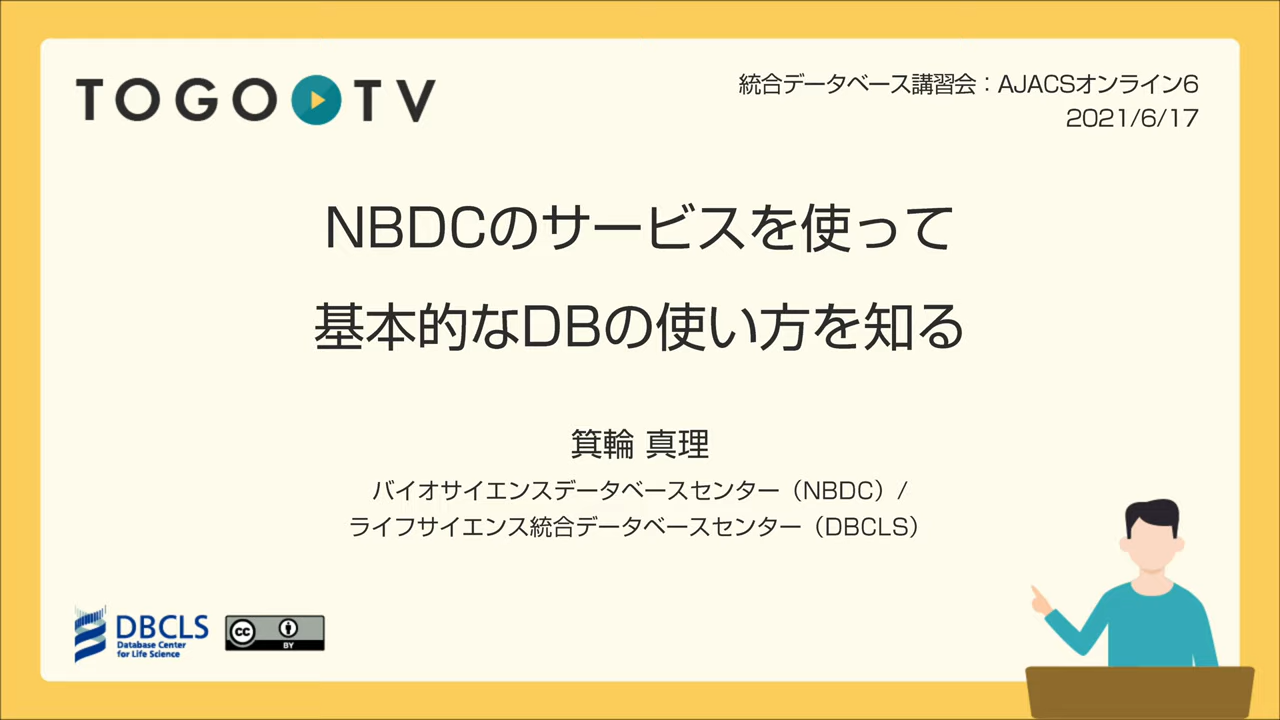 TOGO TV
統合データベース講習会：AJACSオンライン6
2021/6/17
NBDCのサービスを使って
基本的なDBの使い方を知る
箕輪 真理
バイオサイエンスデータベースセンター（NBDC）/
ライフサイエンス統合データベースセンター（DBCLS）
DBCLS
Database Center
for Life Science
cc
BY